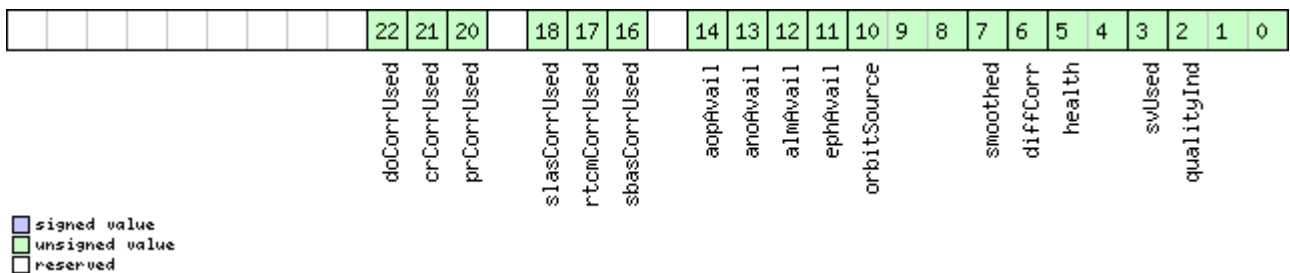 22 21 20 18 17 16 14 13 12 11 10 9 8 7 6 5 4 3 2 1 0
doCorrUsed
crCorrUsed
prCorrUsed
slasCorrUsed
rtcmCorrUsed
sbasCorrUsed
aopAvail
anoAvail
almAvail
ephAvail
orbitSource
smoothed
diffCorr
health
svUsed
qualityInd
signed value
unsigned value
reserved